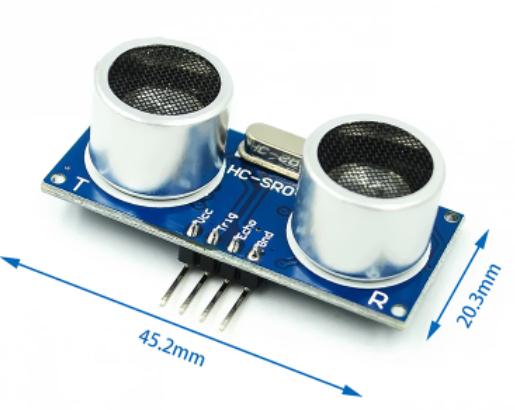 T
HC-SR0
Vcc
Trig
Echo
Gnd
R
45.2mm
20.3mm